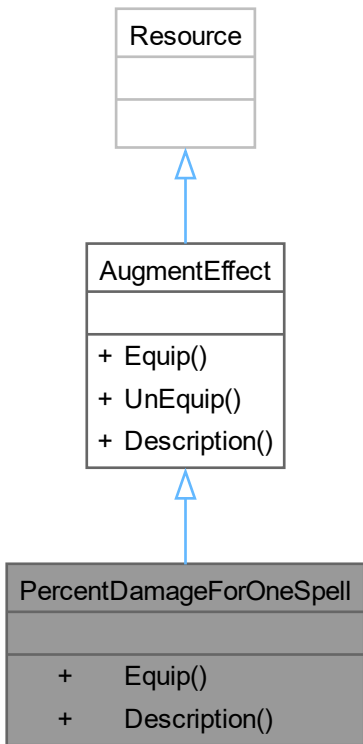 Resource
AugmentEffect
+ Equip()
+ UnEquip()
+ Description()
PercentDamageForOneSpell
+ Equip()
+ Description()